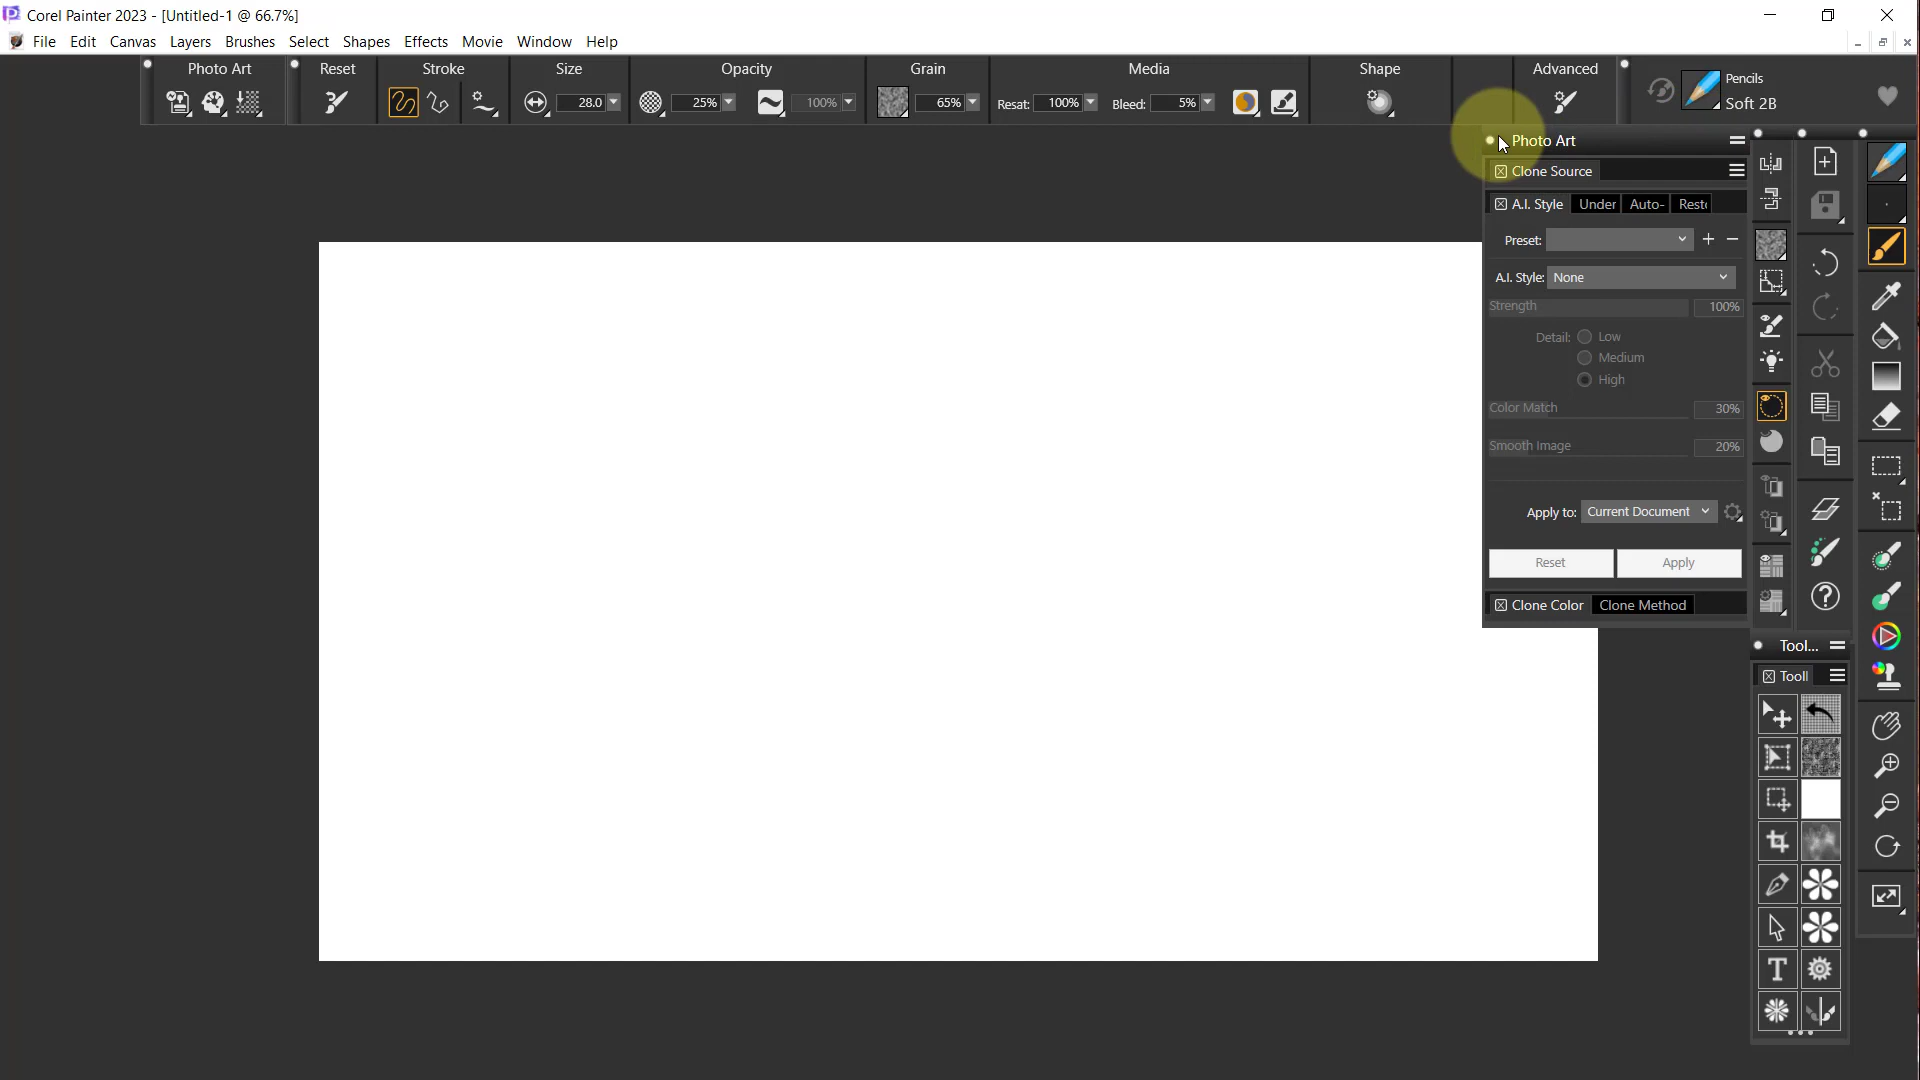 Corel Painter 2023 - [Untitled-1 @ 66.7%]
File Edit Canvas Layers Brushes Select Shapes Effects Movie Window Help
Photo Art Reset Stroke Size Opacity Grain Media Shape Advanced
28.0 25% 100% 65% Resat: 100% Bleed: 5%
Pencils
Soft 2B
Photo Art
Clone Source
A.I. Style Under Auto- Rest
Preset:
A.I. Style: None
Strength 100%
Detail: Low
Medium
High
Color Match 30%
Smooth Image 20%
Apply to: Current Document
Reset Apply
Clone Color Clone Method
Tool...
Tooll